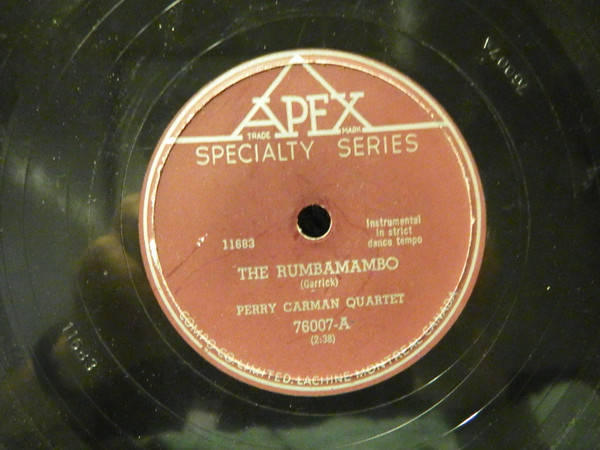 APEX
TRADE MARK
SPECIALTY SERIES
Instrumental
in strict
dance tempo
11683
THE RUMBAMAMBO
(Garrick)
PERRY CARMAN QUARTET
76007-A
(2:38)
COMPO CO. LIMITED, LACHINE MONTREAL CANADA